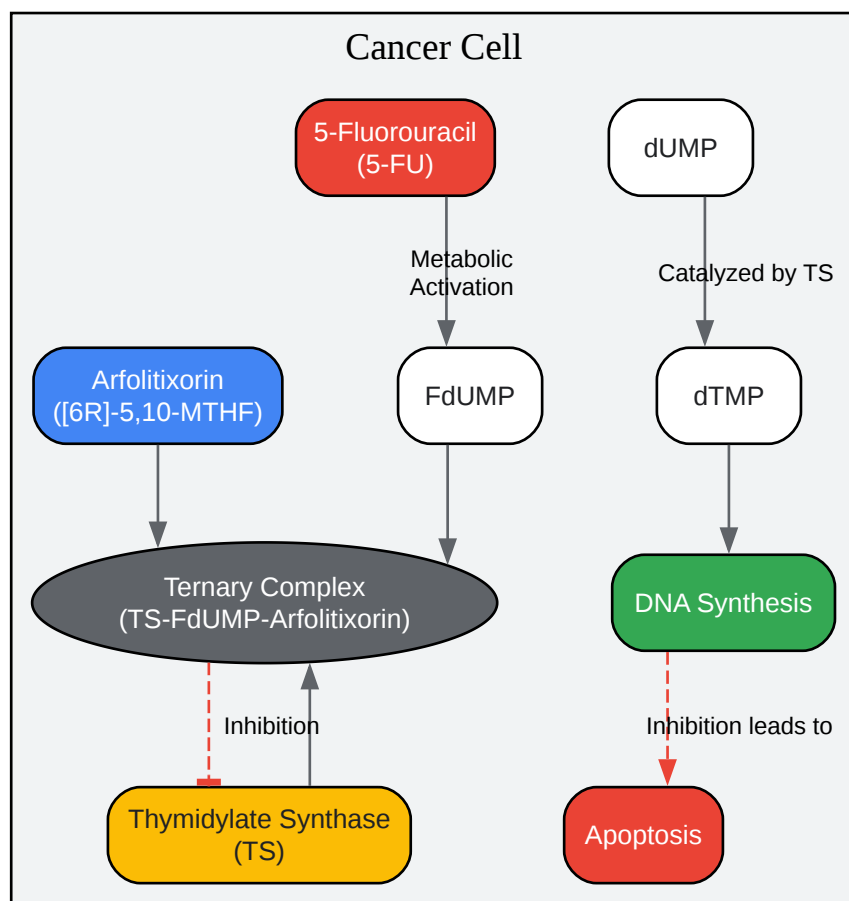 Cancer Cell
5-Fluorouracil
(5-FU)
dUMP
Metabolic
Activation
Catalyzed by TS
Arfolitixorin
([6R]-5,10-MTHF)
FdUMP
dTMP
Ternary Complex
(TS-FdUMP-Arfolitixorin)
DNA Synthesis
Inhibition
Inhibition leads to
Thymidylate Synthase
(TS)
Apoptosis